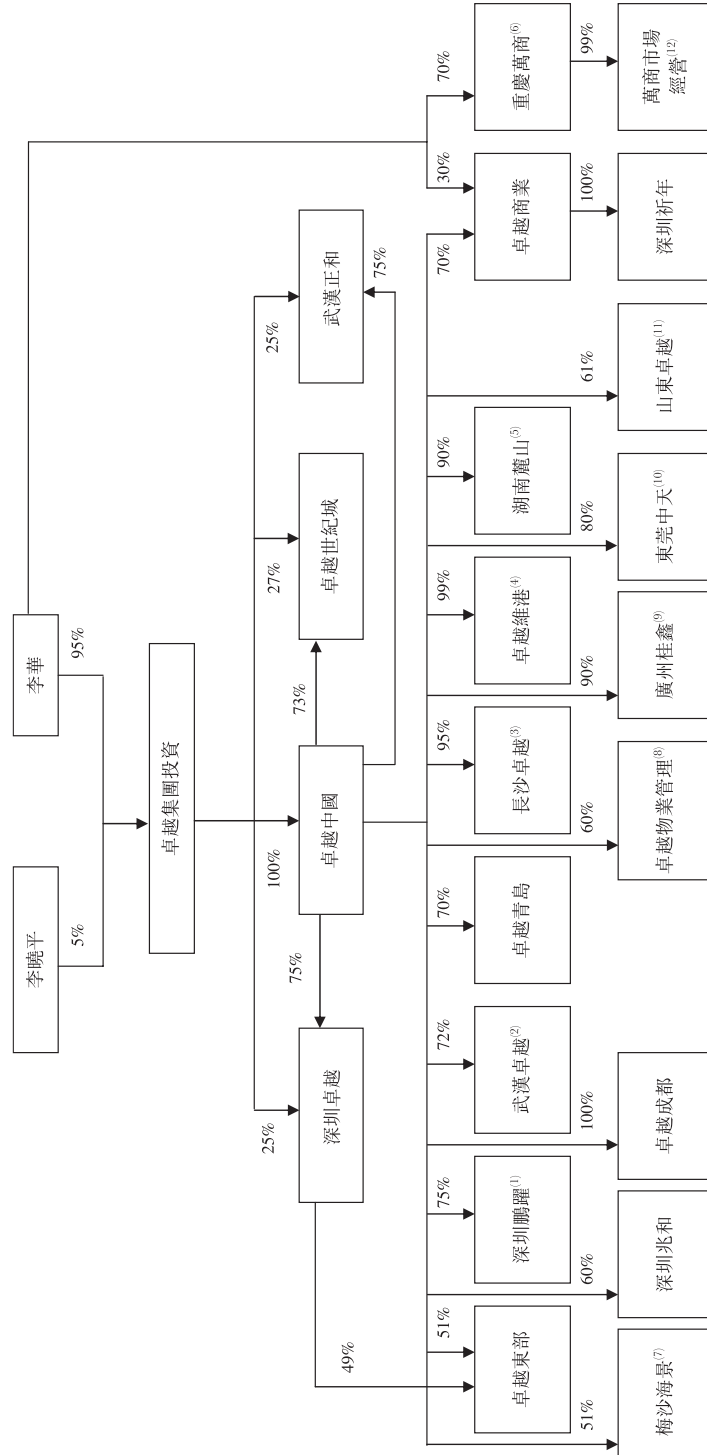 李曉平
李華
5%
95%
卓越集團投資
25%
100%
27%
25%
深圳卓越
75%
卓越中國
73%
卓越世紀城
武漢正和
75%
49%
51%
75%
72%
70%
95%
99%
90%
70%
30%
70%
卓越東部
深圳鵬躍(1)
武漢卓越(2)
卓越青島
長沙卓越(3)
卓越維港(4)
湖南麓山(5)
卓越商業
重慶萬商(6)
51%
60%
100%
60%
90%
80%
61%
100%
99%
梅沙海景(7)
深圳兆和
卓越成都
卓越物業管理(8)
廣州桂鑫(9)
東莞中天(10)
山東卓越(11)
深圳祈年
萬商市場
經營(12)